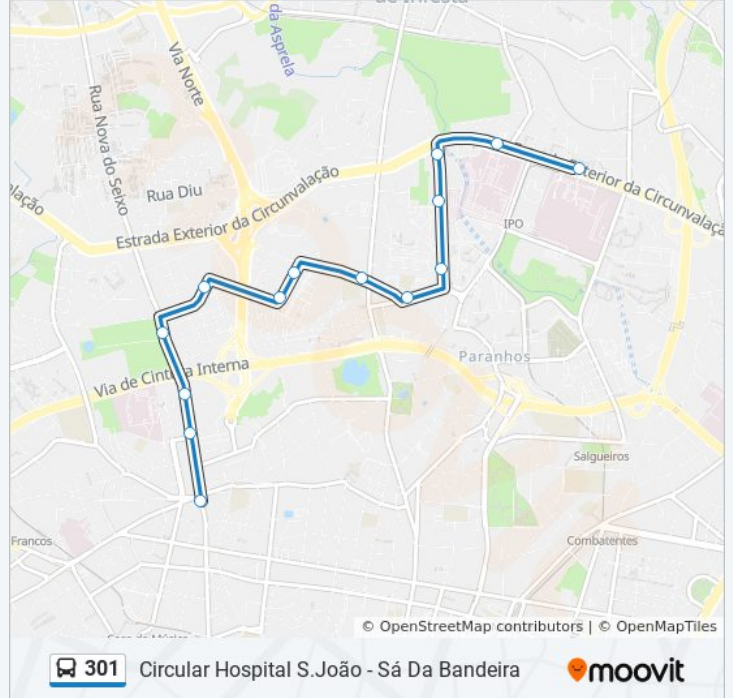 de Infesta
da Asprela
Via Norte
Rua Nova do Seixo
Rua Diu
Estrada Exterior da Circunvalação
Exterior da Circunvalação
lação
IPO
Via de Cintura Interna
Paranhos
Salgueiros
Francos
Combatentes
© OpenStreetMap contributors | © OpenMapTiles
301 Circular Hospital S.João - Sá Da Bandeira
moovit